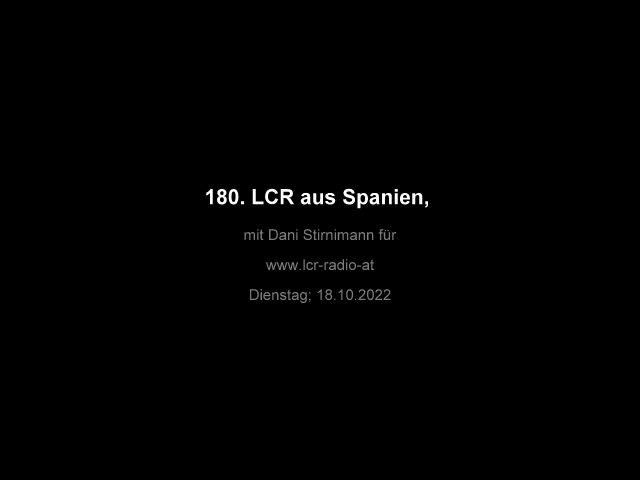 180. LCR aus Spanien,
mit Dani Stirnimann für
www.lcr-radio-at
Dienstag; 18.10.2022